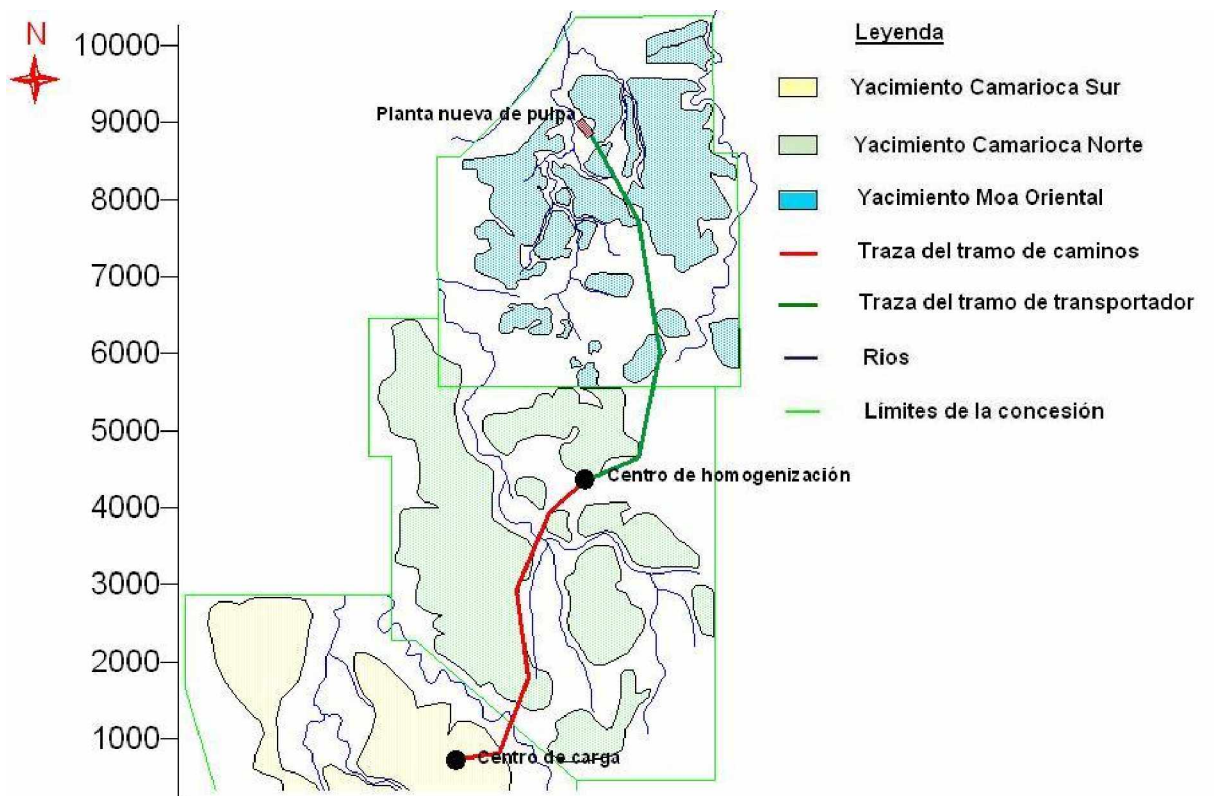 N
10000
9000
8000
7000
6000
5000
4000
3000
2000
1000
Planta nueva de pulpa
Centro de homogenización
Centro de carga
Leyenda
Yacimiento Camarioca Sur
Yacimiento Camarioca Norte
Yacimiento Moa Oriental
Traza del tramo de caminos
Traza del tramo de transportador
Rios
Límites de la concesión